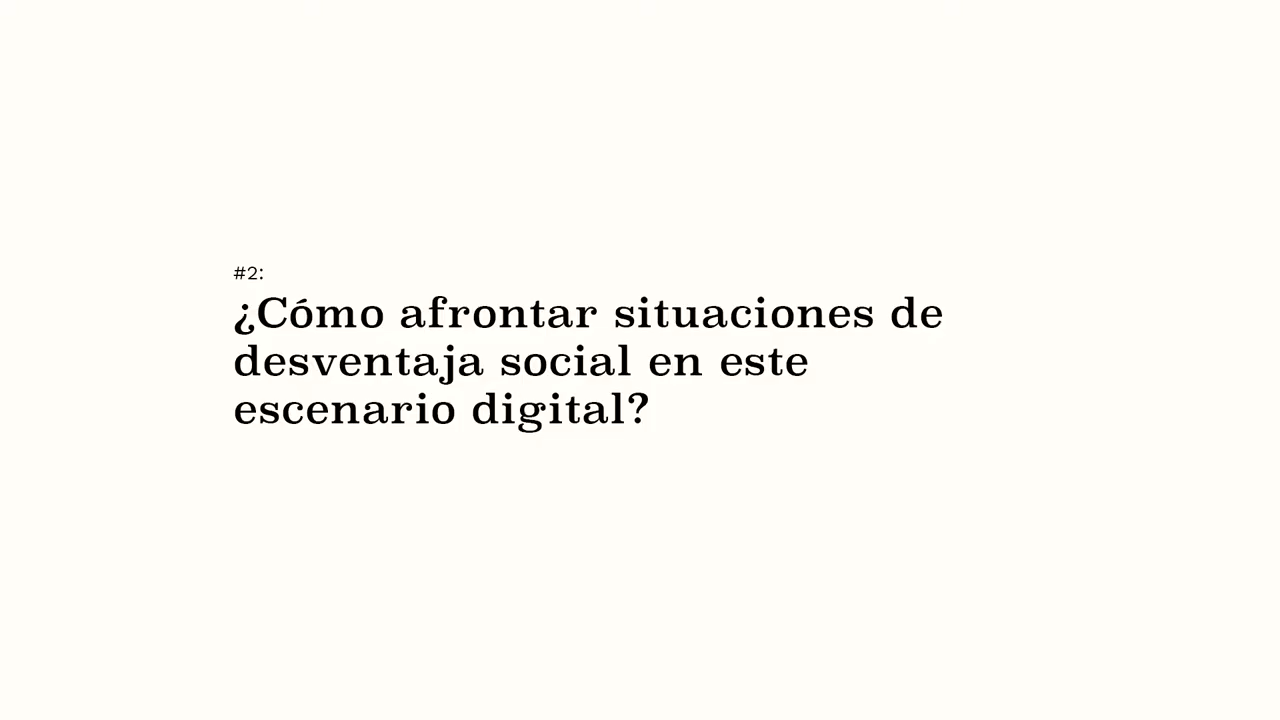 #2:
¿Cómo afrontar situaciones de
desventaja social en este
escenario digital?